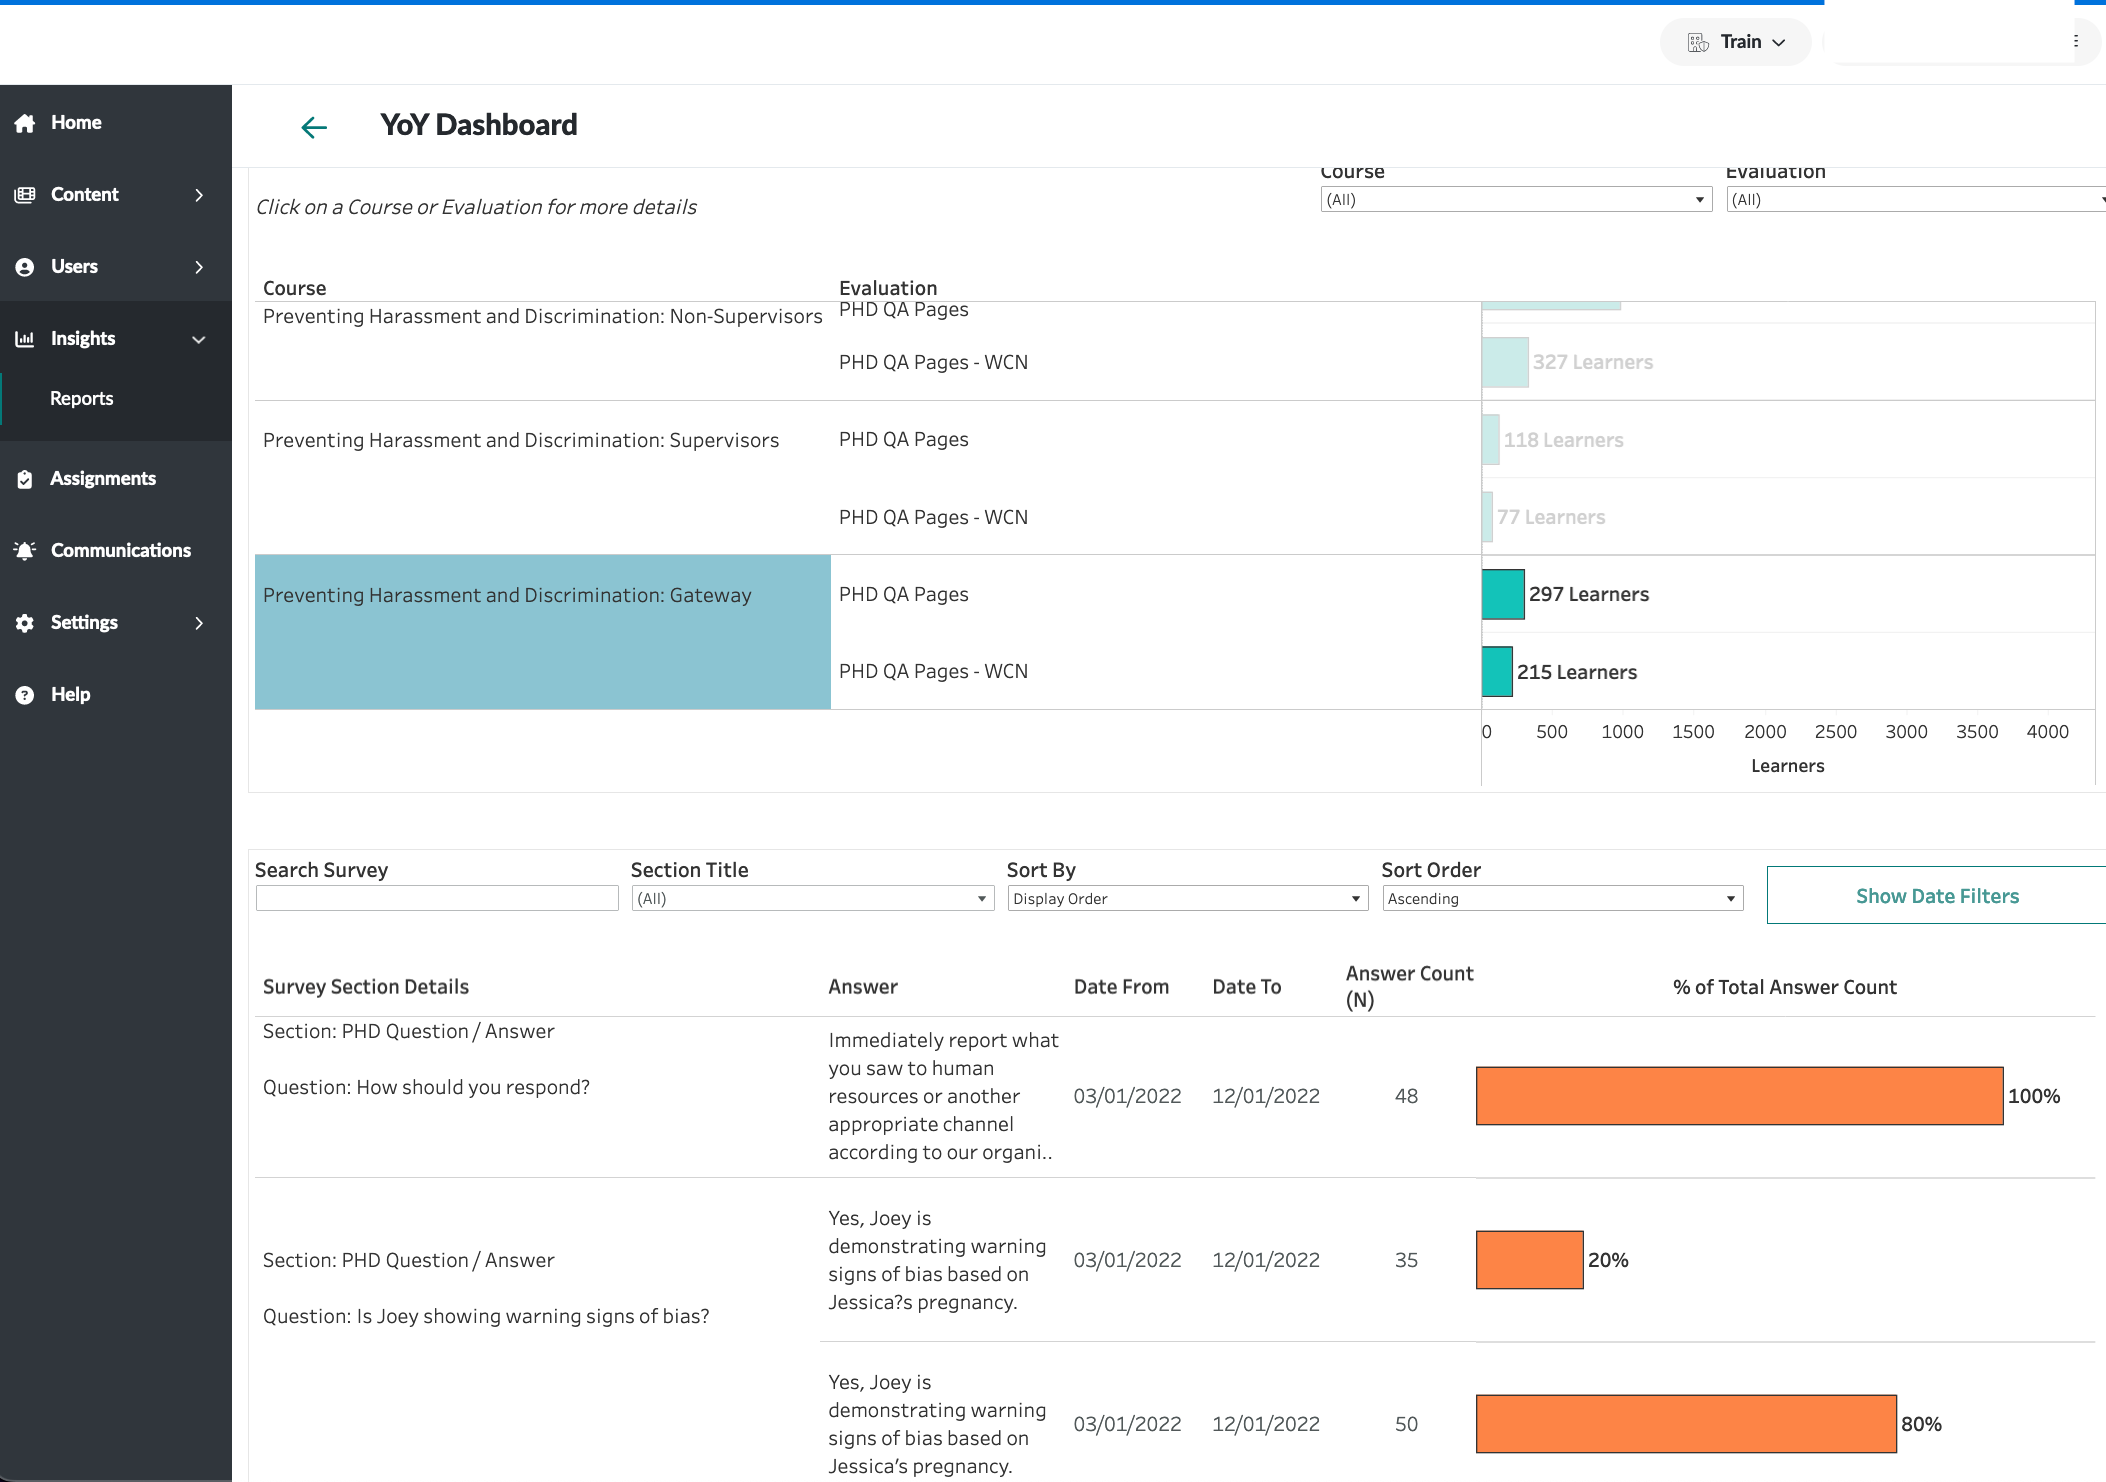 Train
YoY Dashboard
Home
Content
Users
Insights
Reports
Assignments
Communications
Settings
Help
Course
Evaluation
(All)
(All)
Click on a Course or Evaluation for more details
Course
Evaluation
Preventing Harassment and Discrimination: Non-Supervisors
PHD QA Pages
PHD QA Pages - WCN
327 Learners
Preventing Harassment and Discrimination: Supervisors
PHD QA Pages
118 Learners
PHD QA Pages - WCN
77 Learners
Preventing Harassment and Discrimination: Gateway
PHD QA Pages
297 Learners
PHD QA Pages - WCN
215 Learners
0 500 1000 1500 2000 2500 3000 3500 4000
Learners
Search Survey
Section Title
Sort By
Sort Order
(All)
Display Order
Ascending
Show Date Filters
Survey Section Details
Answer
Date From
Date To
Answer Count
(N)
% of Total Answer Count
Section: PHD Question / Answer
Question: How should you respond?
Immediately report what
you saw to human
resources or another
appropriate channel
according to our organi..
03/01/2022
12/01/2022
48
100%
Section: PHD Question / Answer
Question: Is Joey showing warning signs of bias?
Yes, Joey is
demonstrating warning
signs of bias based on
Jessica?s pregnancy.
03/01/2022
12/01/2022
35
20%
Yes, Joey is
demonstrating warning
signs of bias based on
Jessica’s pregnancy.
03/01/2022
12/01/2022
50
80%